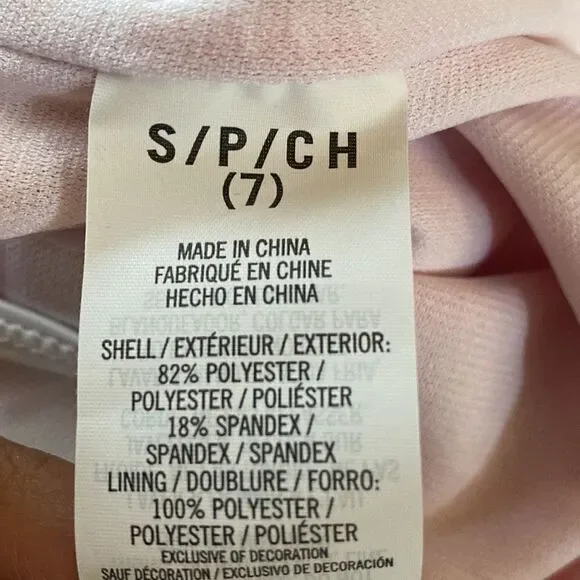 S/P/CH
(7)
MADE IN CHINA
FABRIQUÉ EN CHINE
HECHO EN CHINA
SHELL / EXTÉRIEUR / EXTERIOR:
82% POLYESTER /
POLYESTER / POLIÉSTER
18% SPANDEX /
SPANDEX / SPANDEX
LINING / DOUBLURE / FORRO:
100% POLYESTER /
POLYESTER / POLIÉSTER
EXCLUSIVE OF DECORATION
SAUF DÉCORATION / EXCLUSIVO DE DECORACIÓN